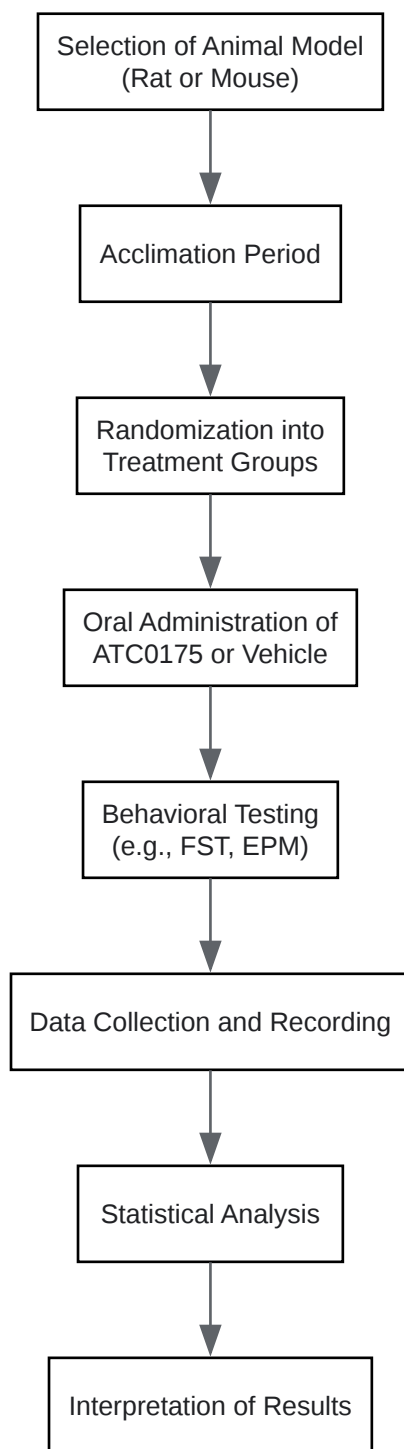 Selection of Animal Model
(Rat or Mouse)
Acclimation Period
Randomization into
Treatment Groups
Oral Administration of
ATC0175 or Vehicle
Behavioral Testing
(e.g., FST, EPM)
Data Collection and Recording
Statistical Analysis
Interpretation of Results